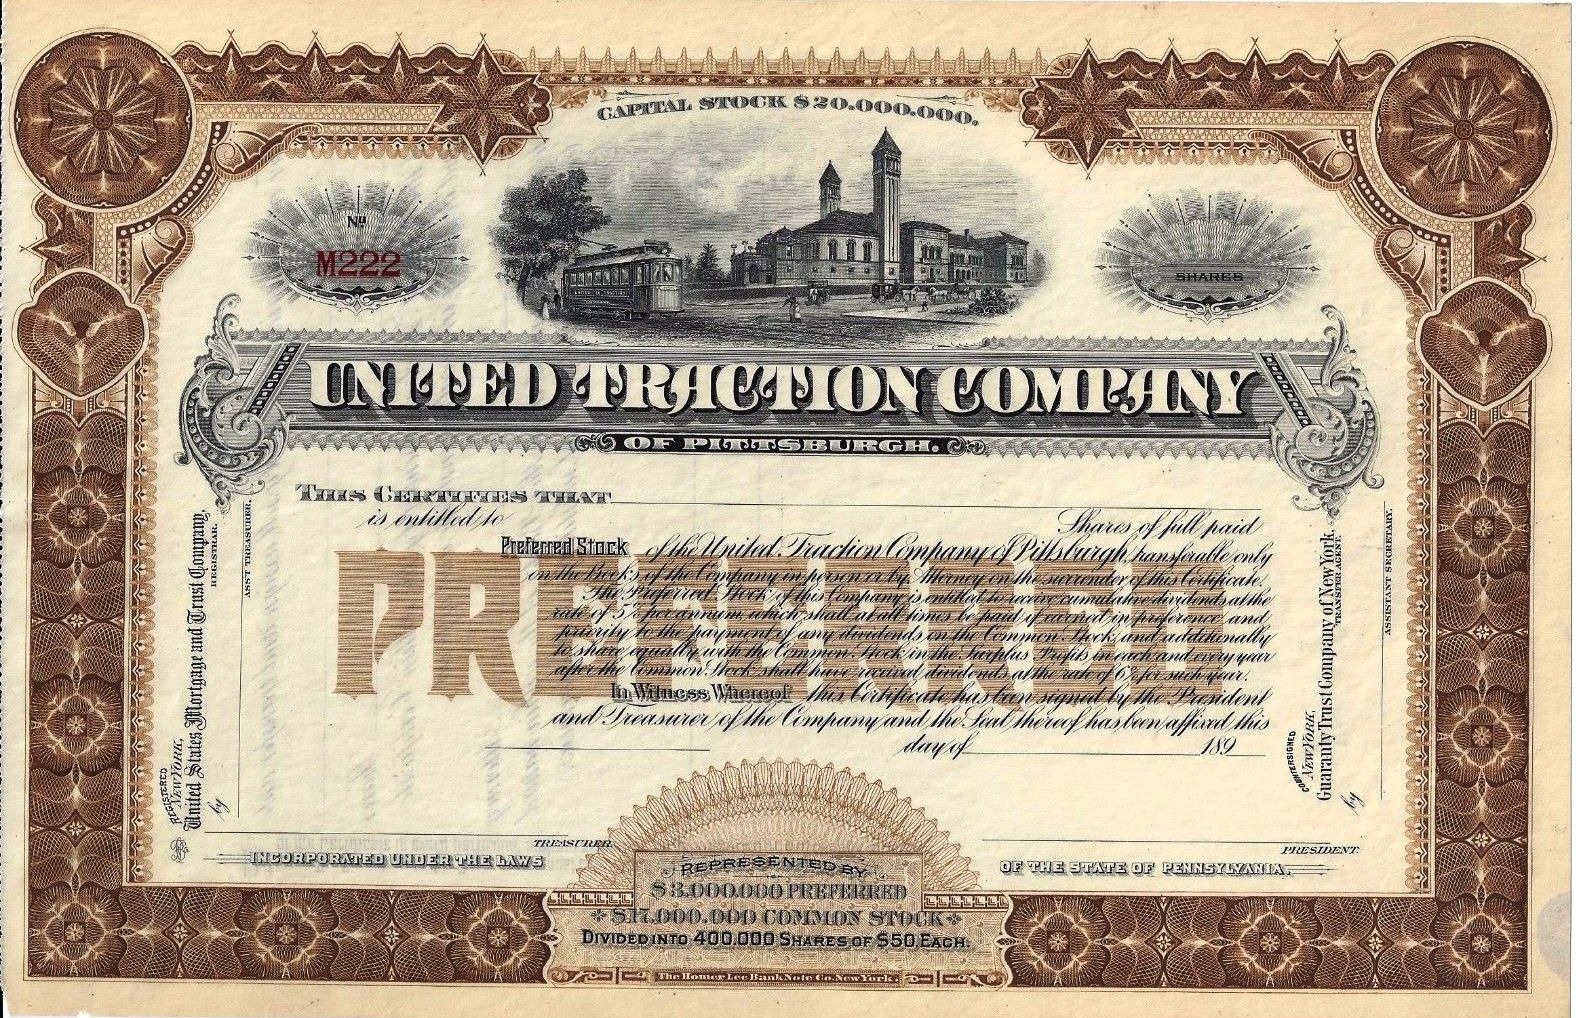 CAPITAL STOCK $20.000.000.
No
M222
SHARES
UNITED TRACTION COMPANY
OF PITTSBURGH.
THIS CERTIFIES THAT
is entitled to Shares of full paid
Preferred Stock of the United Traction Company of Pittsburgh, transferable only
on the Books of the Company in person or by Attorney on the surrender of this Certificate.
The Preferred Stock of this Company is entitled to receive cumulative dividends at the
rate of 5% per annum, which shall at all times be paid if earned in preference and
priority to the payment of any dividends on the Common Stock, and additionally
to share equally with the Common Stock in the Surplus Profits in each and every year
after the Common Stock shall have received dividends at the rate of 6% for such year.
In Witness Whereof this Certificate has been signed by the President
and Treasurer of the Company and the Seal thereof has been affixed this
day of 189
PREFERRED
REGISTERED
NEW YORK,
United States Mortgage and Trust Company,
REGISTRAR.
by
ASST TREASURER.
COUNTERSIGNED
NEW YORK,
Guaranty Trust Company of New York.
TRANSFER AGENT.
by
ASSISTANT SECRETARY.
TREASURER.
PRESIDENT
INCORPORATED UNDER THE LAWS
OF THE STATE OF PENNSYLVANIA.
REPRESENTED BY
$3.000.000 PREFERRED
$17.000.000 COMMON STOCK
DIVIDED INTO 400.000 SHARES OF $50 EACH.
The Homer Lee Bank Note Co. New York.